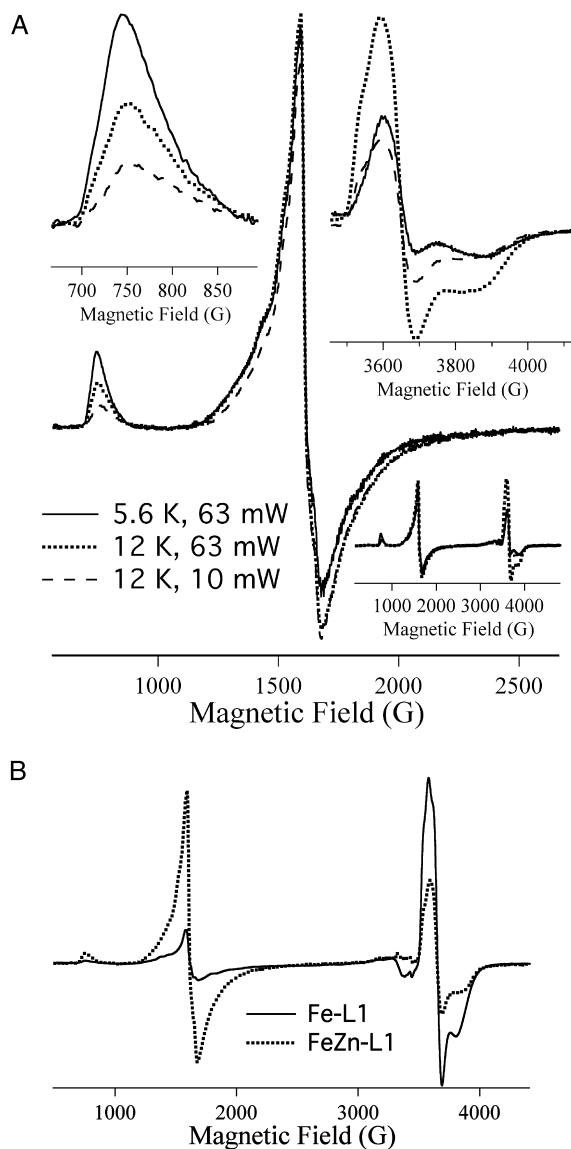 A
700 750 800 850
Magnetic Field (G)
3600 3800 4000
Magnetic Field (G)
5.6 K, 63 mW
12 K, 63 mW
12 K, 10 mW
1000 2000 3000 4000
Magnetic Field (G)
1000 1500 2000 2500
Magnetic Field (G)
B
Fe-L1
FeZn-L1
1000 2000 3000 4000
Magnetic Field (G)